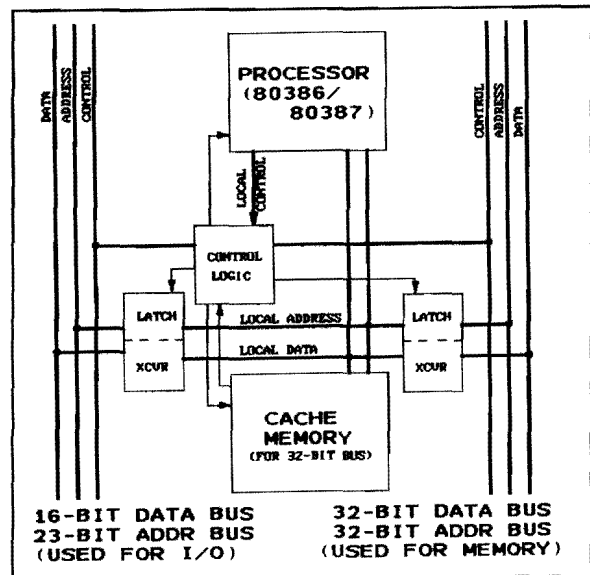 DATA
ADDRESS
CONTROL
PROCESSOR
(80386/
80387)
CONTROL
ADDRESS
DATA
LOCAL
CONTROL
CONTROL
LOGIC
LATCH
XCVR
LOCAL ADDRESS
LOCAL DATA
LATCH
XCVR
CACHE
MEMORY
(FOR 32-BIT BUS)
16-BIT DATA BUS
23-BIT ADDR BUS
(USED FOR I/O)
32-BIT DATA BUS
32-BIT ADDR BUS
(USED FOR MEMORY)